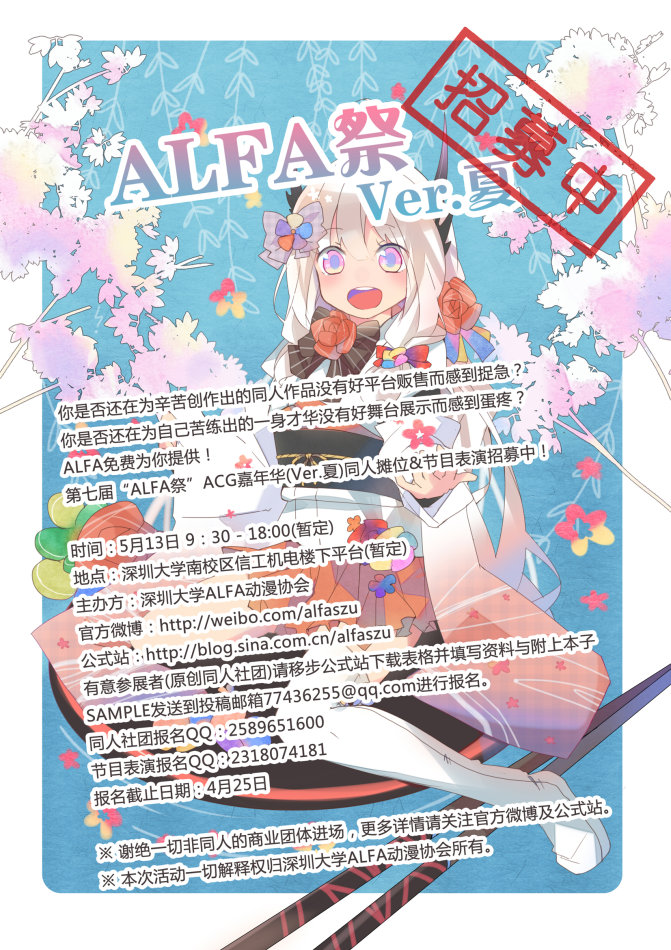 招募中
ALFA祭
Ver.夏
你是否还在为辛苦创作出的同人作品没有好平台贩售而感到捉急？
你是否还在为自己苦练出的一身才华没有好舞台展示而感到蛋疼？
ALFA免费为你提供！
第七届“ALFA祭”ACG嘉年华(Ver.夏)同人摊位&节目表演招募中！
时间：5月13日 9：30 - 18:00(暂定)
地点：深圳大学南校区信工机电楼下平台(暂定)
主办方：深圳大学ALFA动漫协会
官方微博：http://weibo.com/alfaszu
公式站：http://blog.sina.com.cn/alfaszu
有意参展者(原创同人社团)请移步公式站下载表格并填写资料与附上本子
SAMPLE发送到投稿邮箱77436255@qq.com进行报名。
同人社团报名QQ：2589651600
节目表演报名QQ：2318074181
报名截止日期：4月25日
※ 谢绝一切非同人的商业团体进场，更多详情请关注官方微博及公式站。
※ 本次活动一切解释权归深圳大学ALFA动漫协会所有。